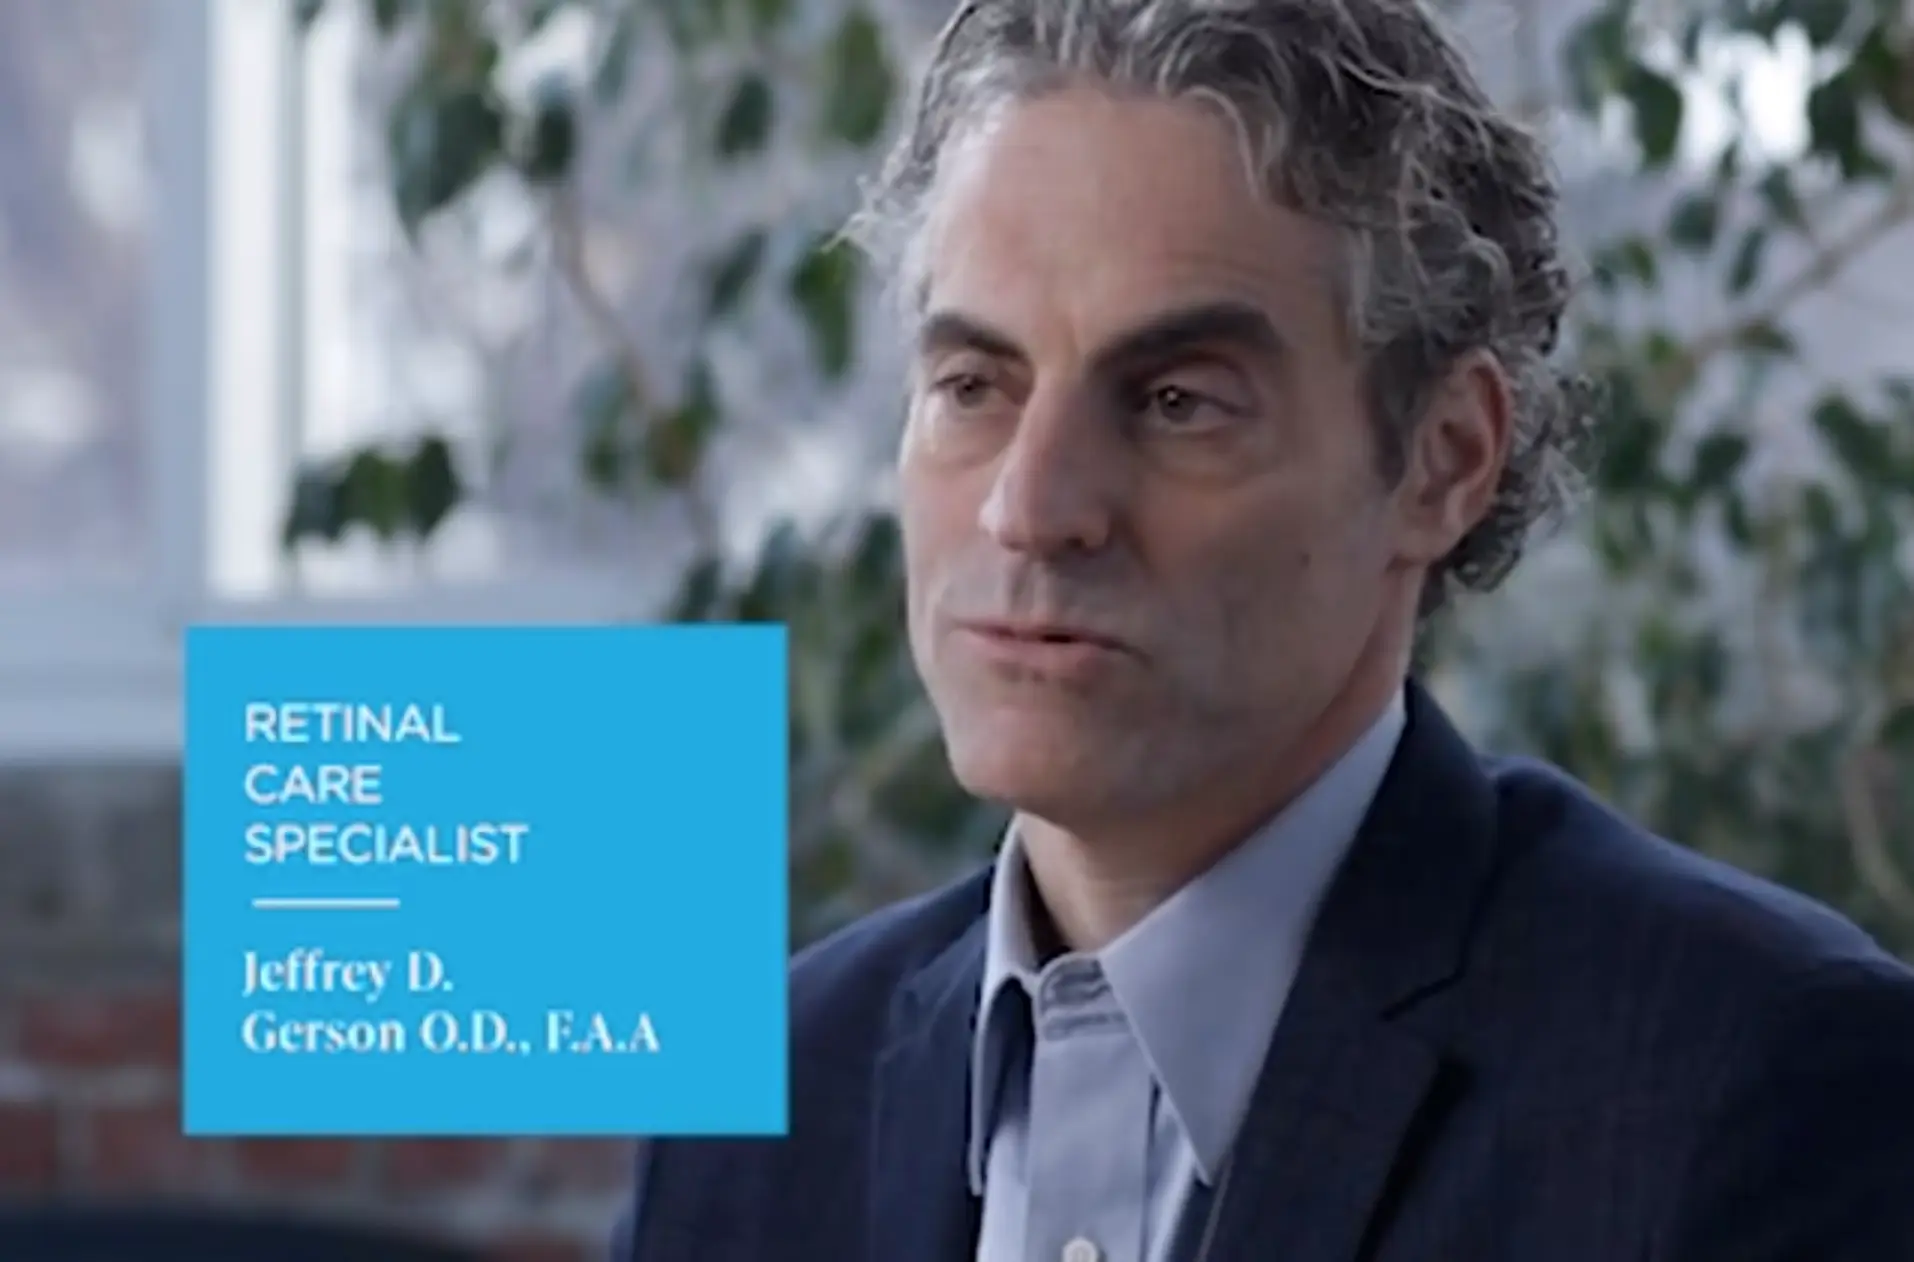 RETINAL
CARE
SPECIALIST
Jeffrey D.
Gerson O.D., F.A.A